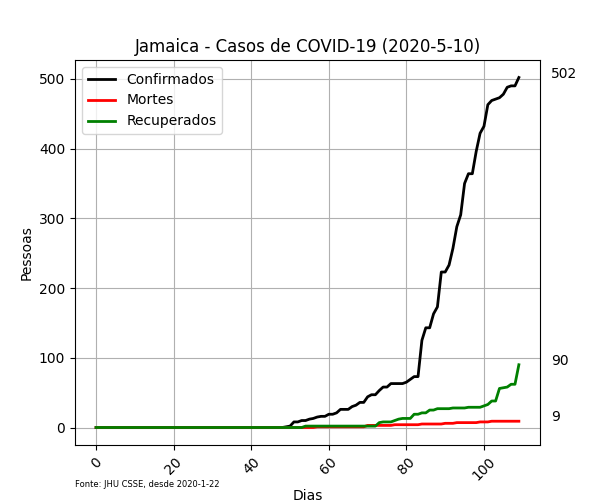 Jamaica - Casos de COVID-19 (2020-5-10)
Confirmados
Mortes
Recuperados
500
400
300
200
100
0
Pessoas
502
90
9
0
20
40
60
80
100
Fonte: JHU CSSE, desde 2020-1-22
Dias